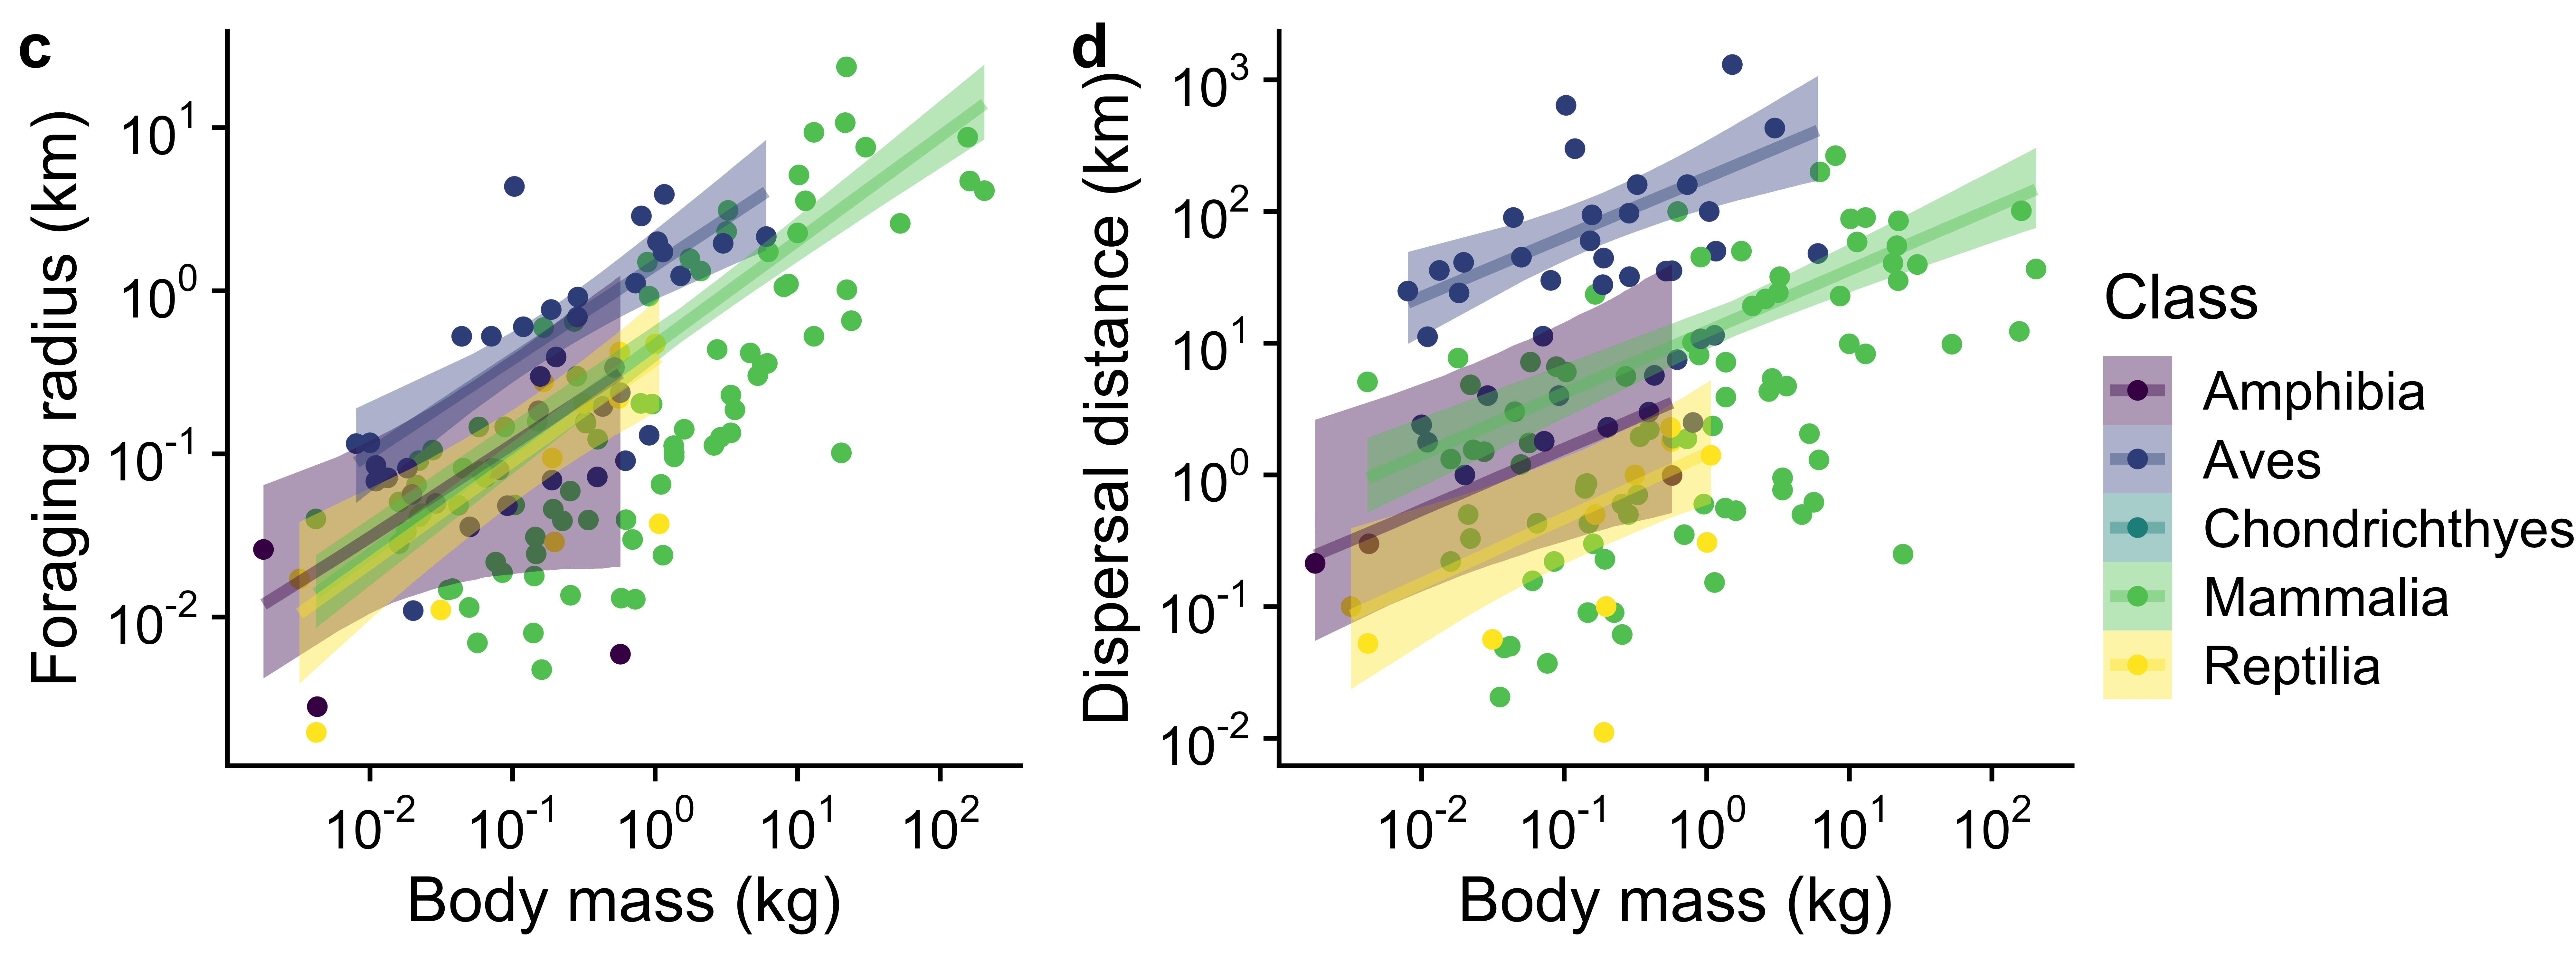 c
Foraging radius (km)
10^1
10^0
10^-1
10^-2
10^-2 10^-1 10^0 10^1 10^2
Body mass (kg)
d
Dispersal distance (km)
10^3
10^2
10^1
10^0
10^-1
10^-2
10^-2 10^-1 10^0 10^1 10^2
Body mass (kg)
Class
Amphibia
Aves
Chondrichthyes
Mammalia
Reptilia